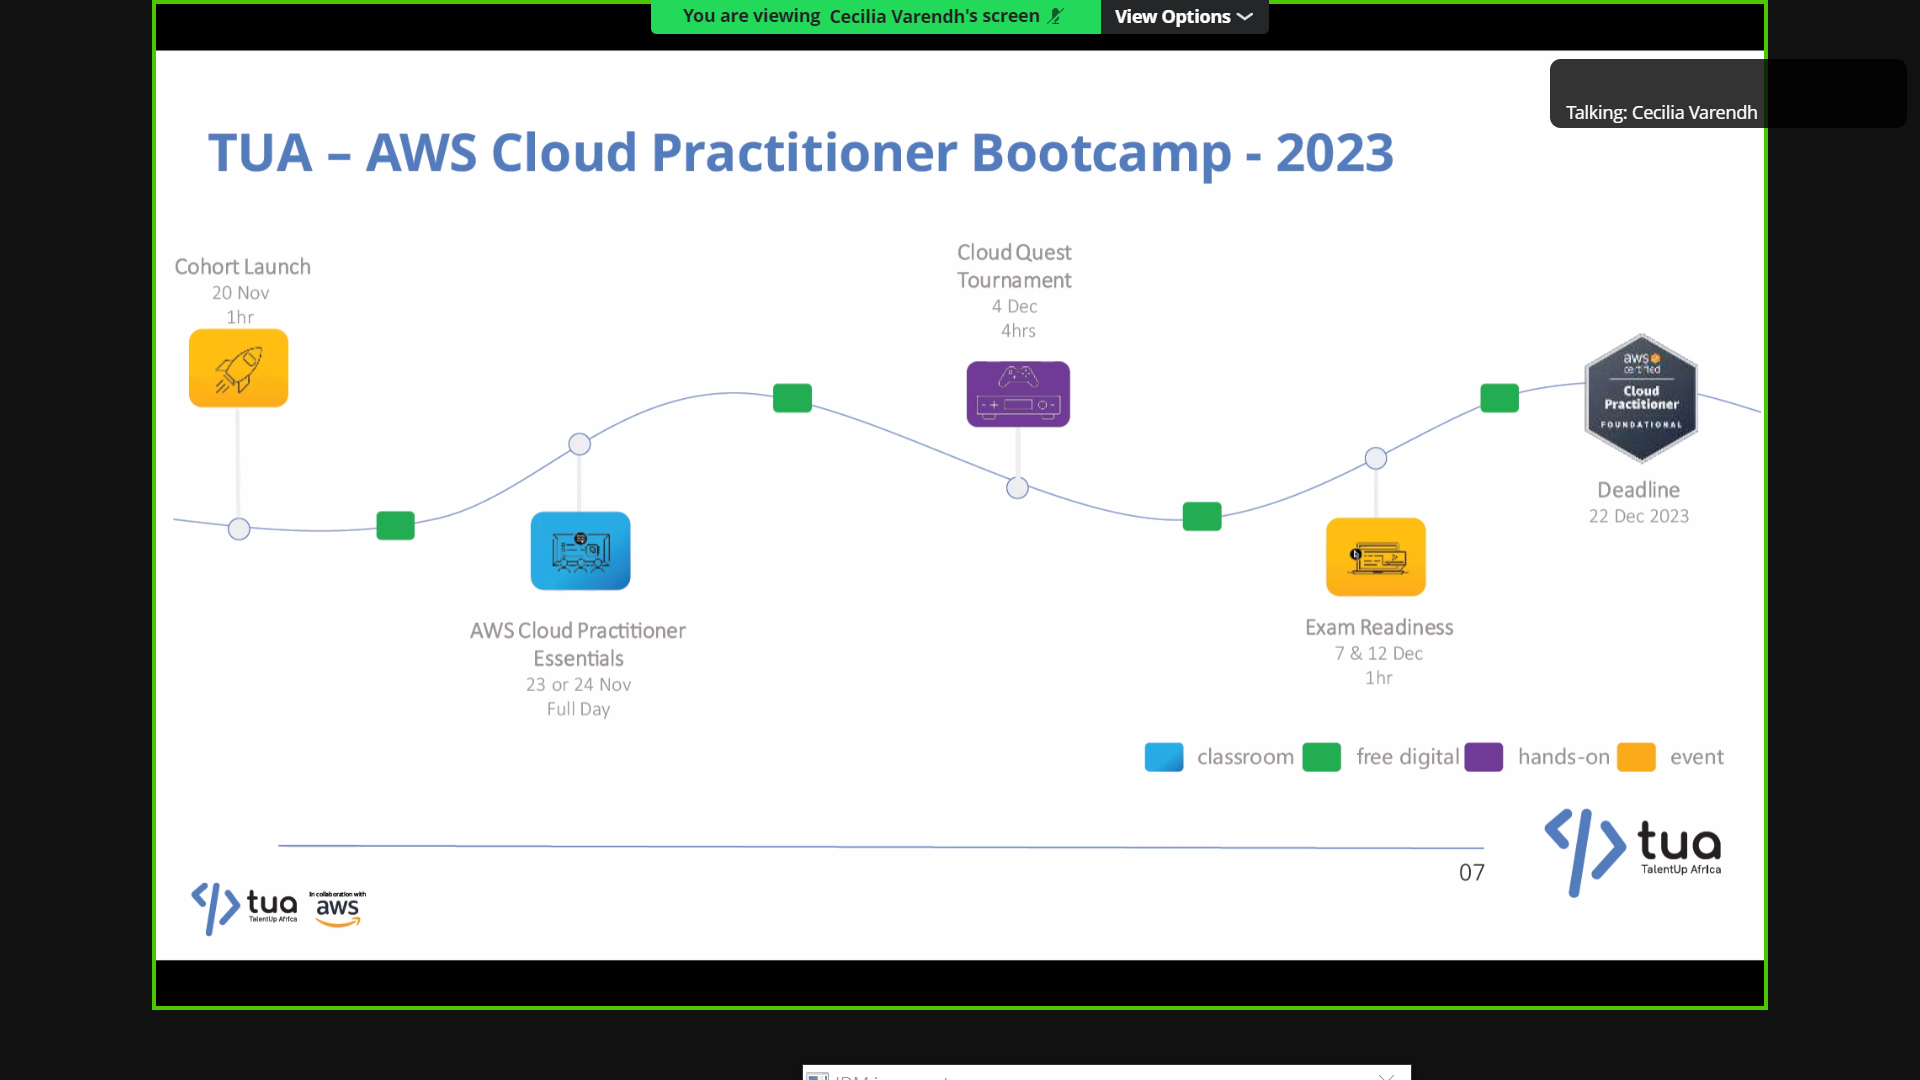 You are viewing Cecilia Varendh's screen
View Options
Talking: Cecilia Varendh
TUA – AWS Cloud Practitioner Bootcamp - 2023
Cohort Launch
20 Nov
1hr
AWS Cloud Practitioner
Essentials
23 or 24 Nov
Full Day
Cloud Quest
Tournament
4 Dec
4hrs
Exam Readiness
7 & 12 Dec
1hr
aws
certified
Cloud
Practitioner
FOUNDATIONAL
Deadline
22 Dec 2023
classroom
free digital
hands-on
event
07
tua
TalentUp Africa
tua
TalentUp Africa
In collaboration with
aws